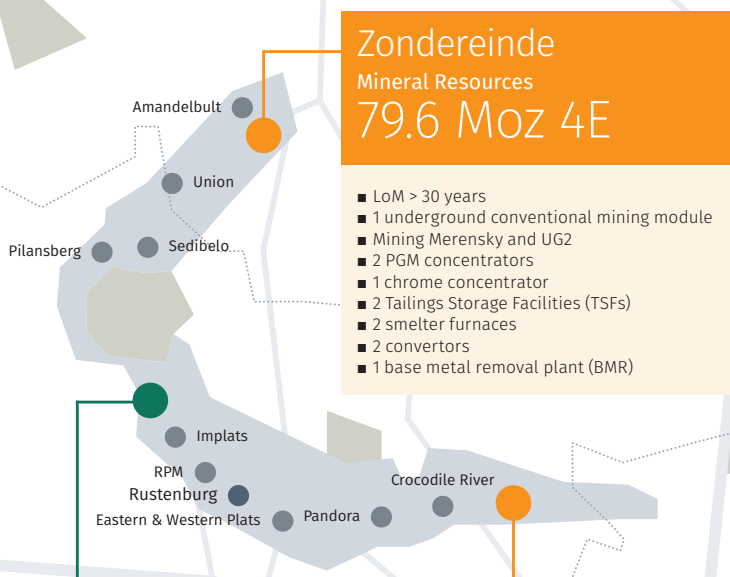 Zondereinde
Mineral Resources
79.6 Moz 4E
■ LoM > 30 years
■ 1 underground conventional mining module
■ Mining Merensky and UG2
■ 2 PGM concentrators
■ 1 chrome concentrator
■ 2 Tailings Storage Facilities (TSFs)
■ 2 smelter furnaces
■ 2 convertors
■ 1 base metal removal plant (BMR)
Amandelbult
Union
Pilansberg
Sedibelo
Implats
RPM
Rustenburg
Eastern & Western Plats
Pandora
Crocodile River